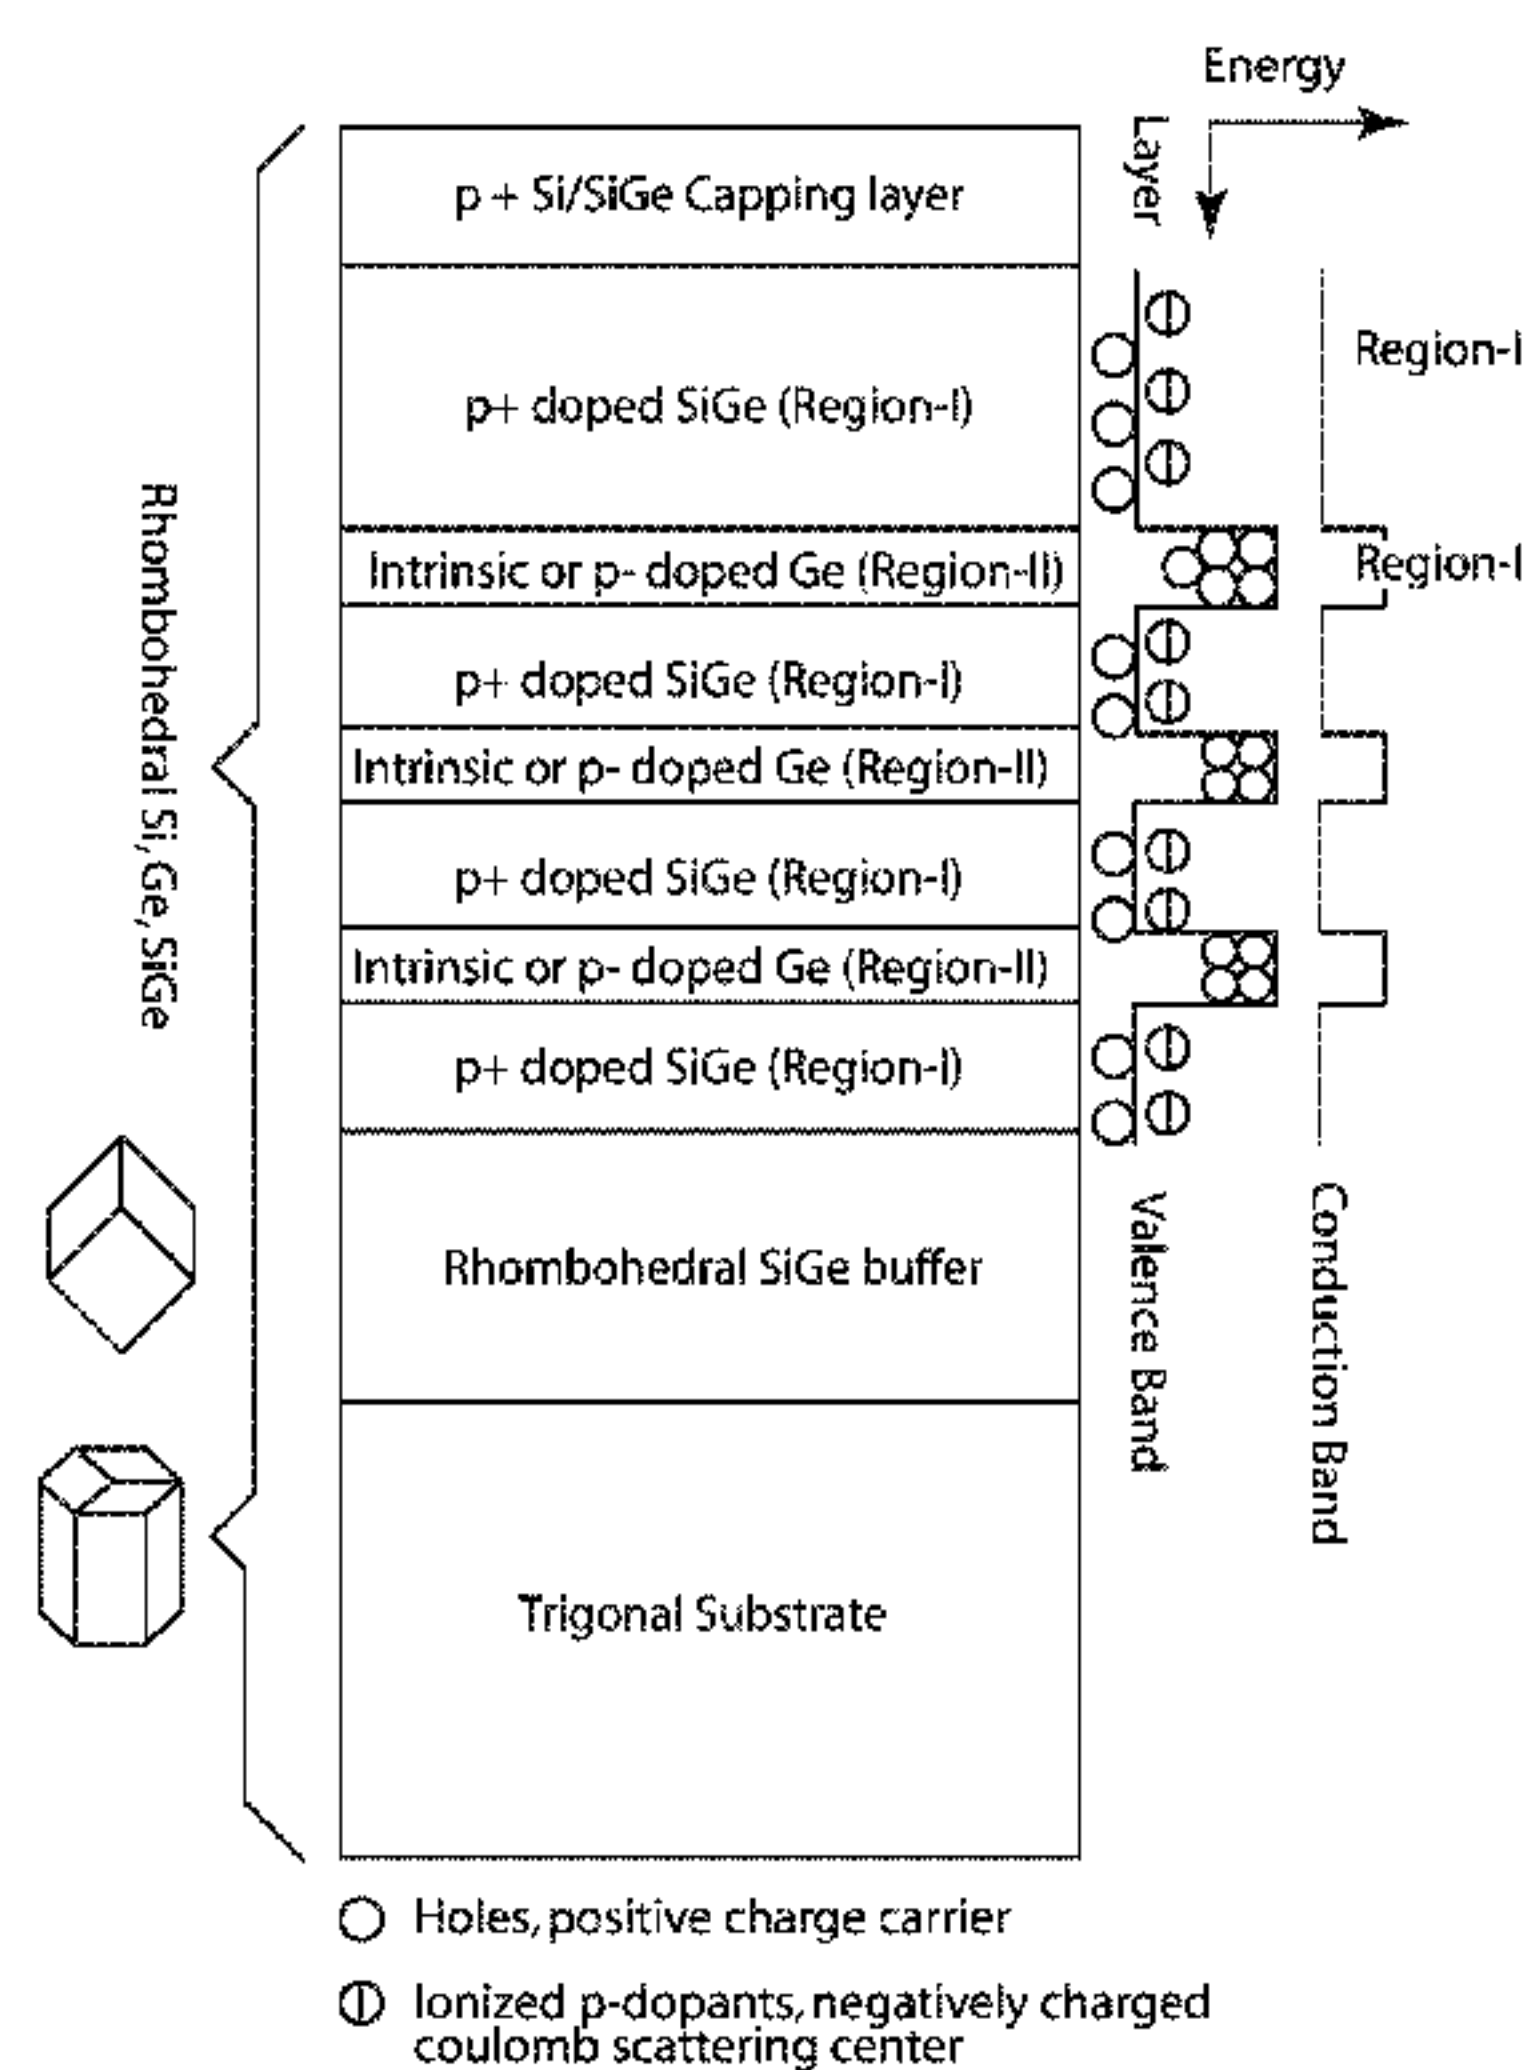 Energy
Layer
p + Si/SiGe Capping layer
p+ doped SiGe (Region-I)
Region-I
Intrinsic or p- doped Ge (Region-II)
Region-I
p+ doped SiGe (Region-I)
Intrinsic or p- doped Ge (Region-II)
p+ doped SiGe (Region-I)
Intrinsic or p- doped Ge (Region-II)
p+ doped SiGe (Region-I)
Rhombohedral Si, Ge, SiGe
Rhombohedral SiGe buffer
Valence Band
Conduction Band
Trigonal Substrate
Holes, positive charge carrier
Ionized p-dopants, negatively charged
coulomb scattering center